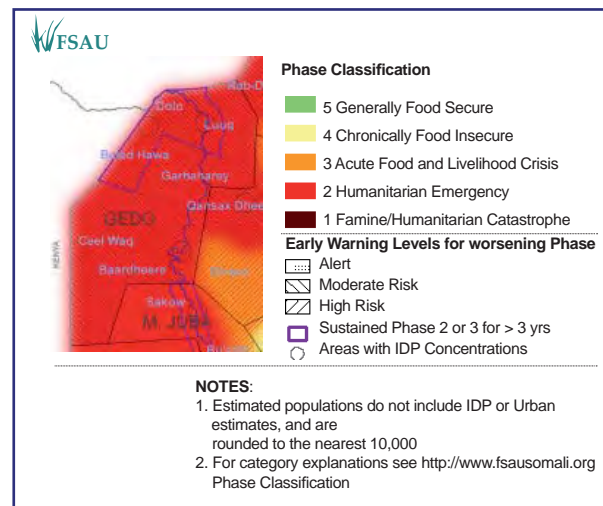 FSAU
Phase Classification
5 Generally Food Secure
4 Chronically Food Insecure
3 Acute Food and Livelihood Crisis
2 Humanitarian Emergency
1 Famine/Humanitarian Catastrophe
Early Warning Levels for worsening Phase
Alert
Moderate Risk
High Risk
Sustained Phase 2 or 3 for > 3 yrs
Areas with IDP Concentrations
Dolo
Luuq
Beled Hawa
Garbaharey
Qansax Dhee
GEDO
Ceel Waq
KENYA
Baardheere
Sakow
M. JUBA
NOTES:
1. Estimated populations do not include IDP or Urban
estimates, and are
rounded to the nearest 10,000
2. For category explanations see http://www.fsausomali.org
Phase Classification